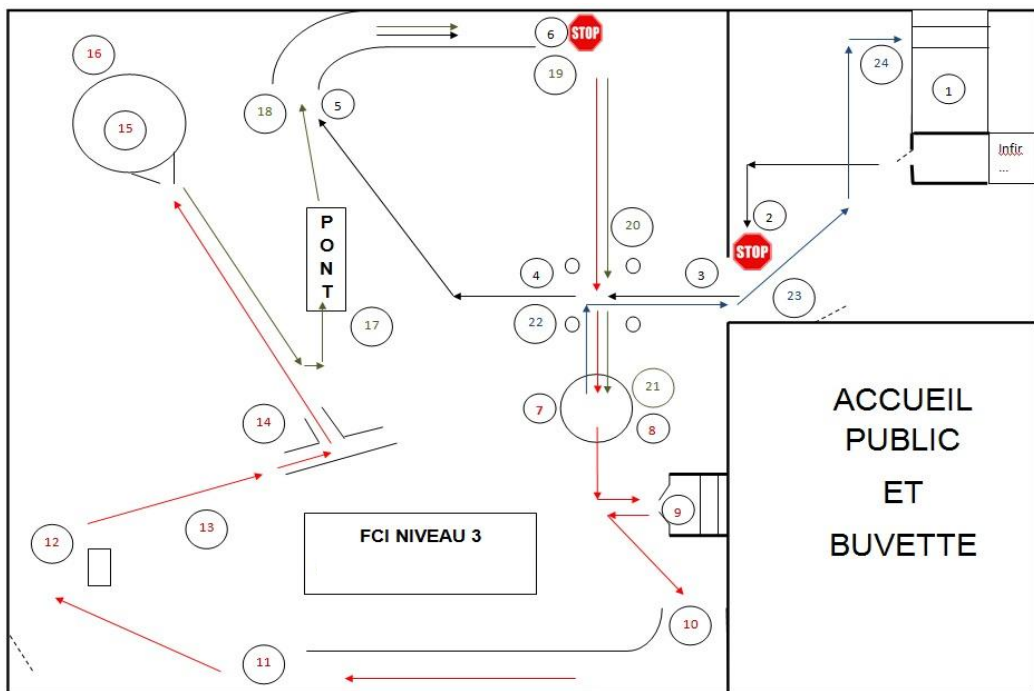 6
STOP
16
24
19
1
18
5
15
Infir
...
P
O
N
T
2
STOP
20
4
3
22
23
17
21
7
8
14
ACCUEIL
PUBLIC
ET
BUVETTE
9
13
FCI NIVEAU 3
12
10
11